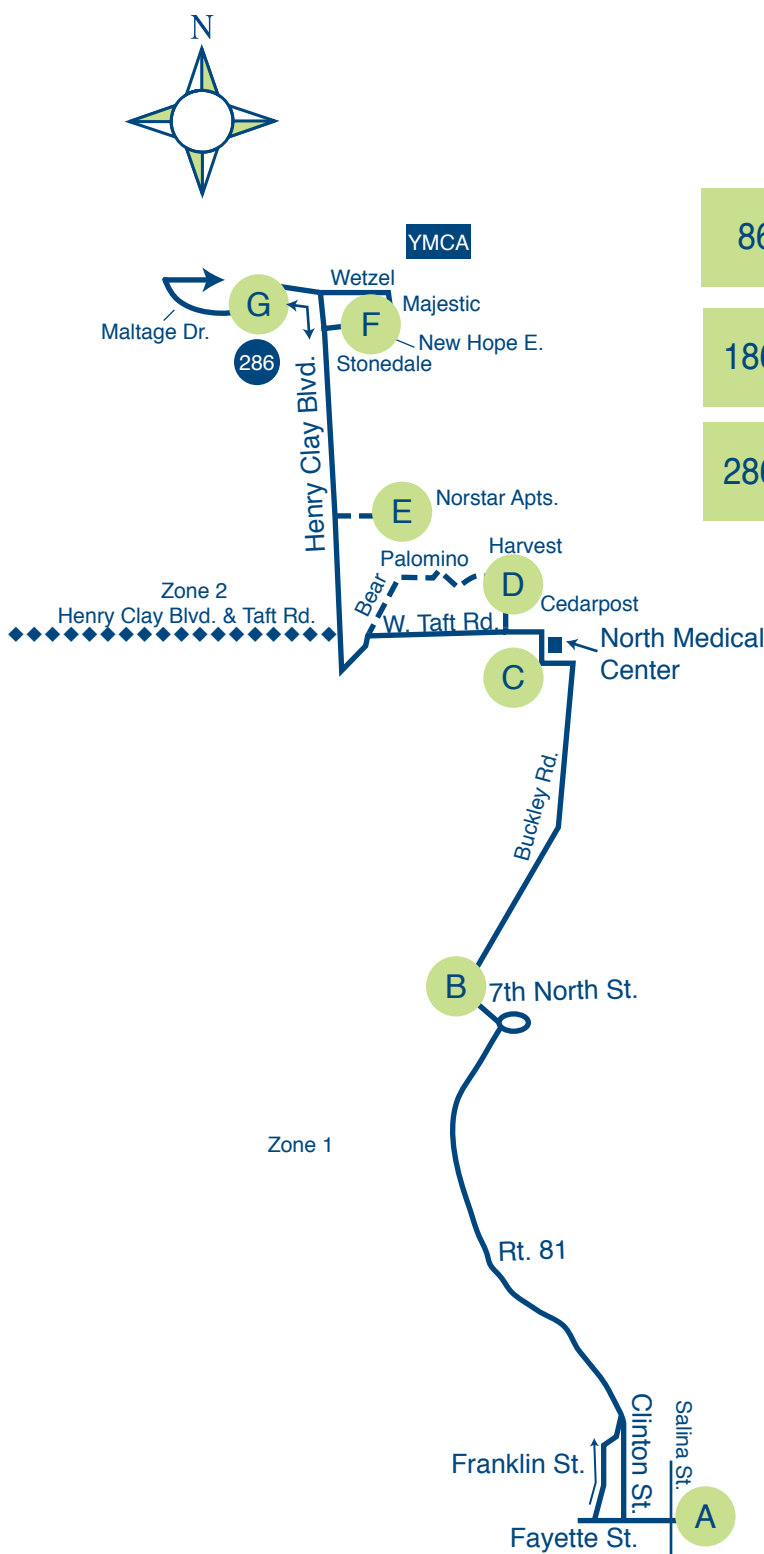 N
YMCA
86
Wetzel
G
Majestic
F
Maltage Dr.
New Hope E.
286
Stonedale
Henry Clay Blvd.
E
Norstar Apts.
Harvest
Palomino
D
Bear
Cedarpost
Zone 2
Henry Clay Blvd. & Taft Rd.
W. Taft Rd.
North Medical
Center
C
Buckley Rd.
B
7th North St.
Zone 1
Rt. 81
Clinton St.
Salina St.
Franklin St.
A
Fayette St.